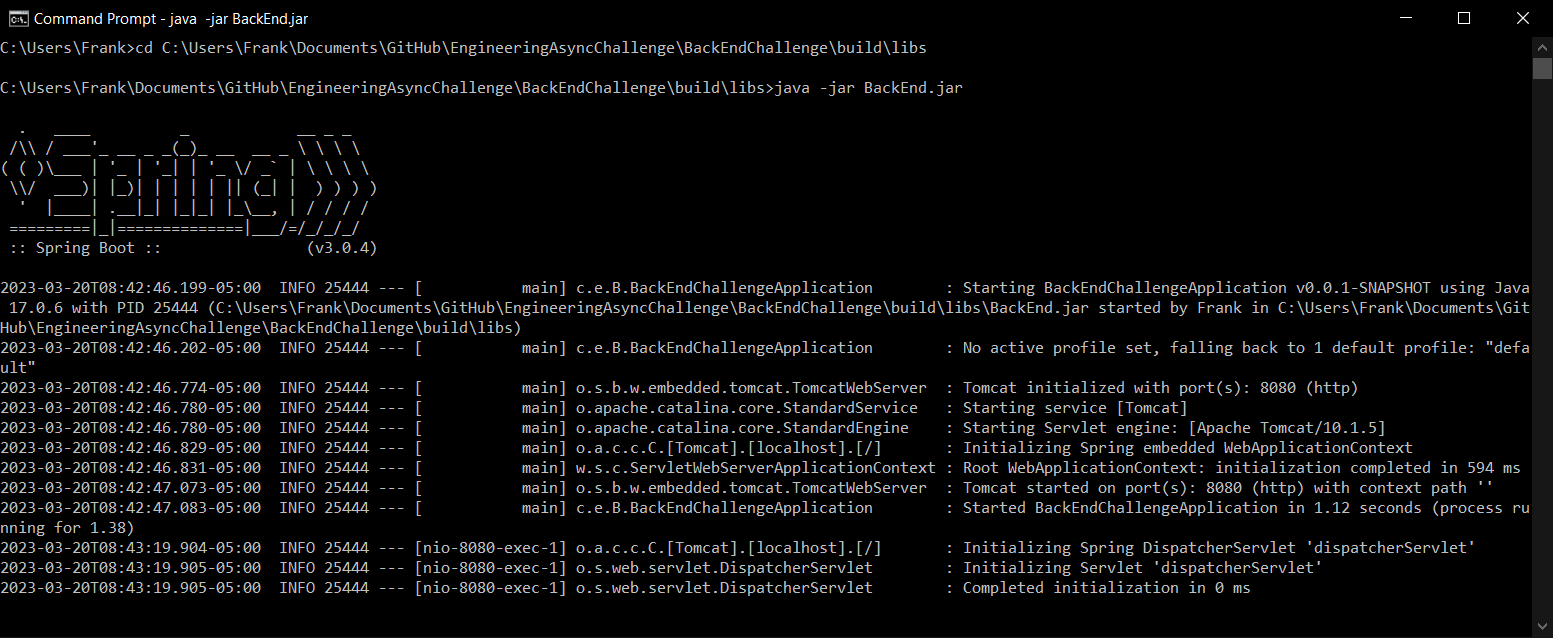 Command Prompt - java  -jar BackEnd.jar
C:\Users\Frank>cd C:\Users\Frank\Documents\GitHub\EngineeringAsyncChallenge\BackEndChallenge\build\libs
C:\Users\Frank\Documents\GitHub\EngineeringAsyncChallenge\BackEndChallenge\build\libs>java -jar BackEnd.jar
  .   ____          _            __ _ _
 /\\ / ___'_ __ _ _(_)_ __  __ _ \ \ \ \
( ( )\___ | '_ | '_| | '_ \/ _` | \ \ \ \
 \\/  ___)| |_)| | | | | || (_| |  ) ) ) )
  '  |____| .__|_| |_|_| |_\__, | / / / /
 =========|_|==============|___/=/_/_/_/
 :: Spring Boot ::                (v3.0.4)
2023-03-20T08:42:46.199-05:00  INFO 25444 --- [           main] c.e.B.BackEndChallengeApplication        : Starting BackEndChallengeApplication v0.0.1-SNAPSHOT using Java
 17.0.6 with PID 25444 (C:\Users\Frank\Documents\GitHub\EngineeringAsyncChallenge\BackEndChallenge\build\libs\BackEnd.jar started by Frank in C:\Users\Frank\Documents\Git
Hub\EngineeringAsyncChallenge\BackEndChallenge\build\libs)
2023-03-20T08:42:46.202-05:00  INFO 25444 --- [           main] c.e.B.BackEndChallengeApplication        : No active profile set, falling back to 1 default profile: "defa
ult"
2023-03-20T08:42:46.774-05:00  INFO 25444 --- [           main] o.s.b.w.embedded.tomcat.TomcatWebServer  : Tomcat initialized with port(s): 8080 (http)
2023-03-20T08:42:46.780-05:00  INFO 25444 --- [           main] o.apache.catalina.core.StandardService   : Starting service [Tomcat]
2023-03-20T08:42:46.780-05:00  INFO 25444 --- [           main] o.apache.catalina.core.StandardEngine    : Starting Servlet engine: [Apache Tomcat/10.1.5]
2023-03-20T08:42:46.829-05:00  INFO 25444 --- [           main] o.a.c.c.C.[Tomcat].[localhost].[/]       : Initializing Spring embedded WebApplicationContext
2023-03-20T08:42:46.831-05:00  INFO 25444 --- [           main] w.s.c.ServletWebServerApplicationContext : Root WebApplicationContext: initialization completed in 594 ms
2023-03-20T08:42:47.073-05:00  INFO 25444 --- [           main] o.s.b.w.embedded.tomcat.TomcatWebServer  : Tomcat started on port(s): 8080 (http) with context path ''
2023-03-20T08:42:47.083-05:00  INFO 25444 --- [           main] c.e.B.BackEndChallengeApplication        : Started BackEndChallengeApplication in 1.12 seconds (process ru
nning for 1.38)
2023-03-20T08:43:19.904-05:00  INFO 25444 --- [nio-8080-exec-1] o.a.c.c.C.[Tomcat].[localhost].[/]       : Initializing Spring DispatcherServlet 'dispatcherServlet'
2023-03-20T08:43:19.905-05:00  INFO 25444 --- [nio-8080-exec-1] o.s.web.servlet.DispatcherServlet        : Initializing Servlet 'dispatcherServlet'
2023-03-20T08:43:19.905-05:00  INFO 25444 --- [nio-8080-exec-1] o.s.web.servlet.DispatcherServlet        : Completed initialization in 0 ms